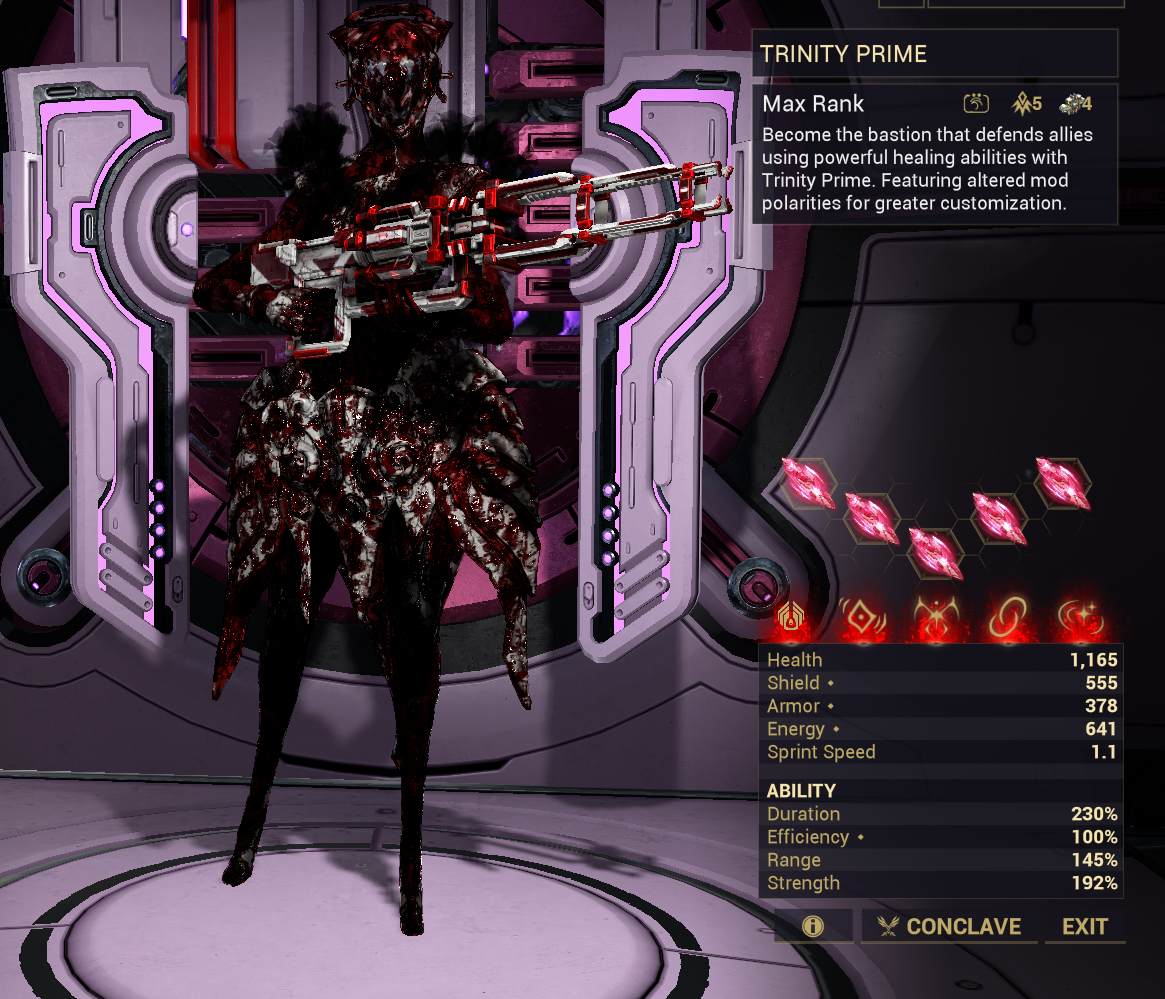 TRINITY PRIME
Max Rank 5 4
Become the bastion that defends allies
using powerful healing abilities with
Trinity Prime. Featuring altered mod
polarities for greater customization.
Health 1,165
Shield 555
Armor 378
Energy 641
Sprint Speed 1.1
ABILITY
Duration 230%
Efficiency 100%
Range 145%
Strength 192%
CONCLAVE EXIT